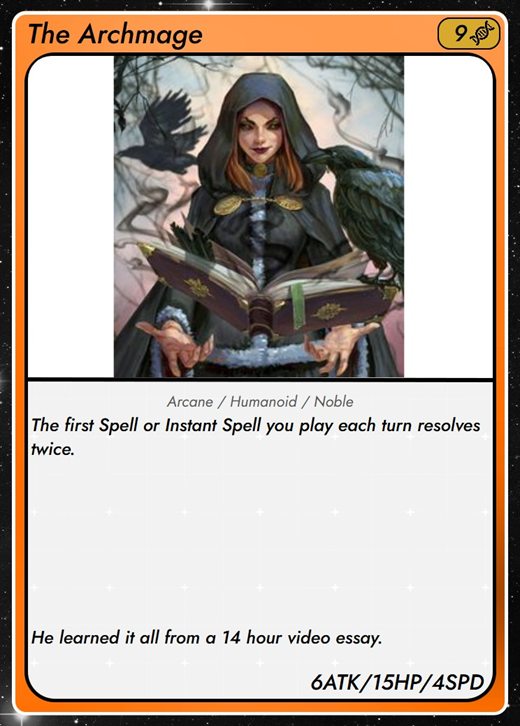 The Archmage
9
Arcane / Humanoid / Noble
The first Spell or Instant Spell you play each turn resolves
twice.
He learned it all from a 14 hour video essay.
6ATK/15HP/4SPD